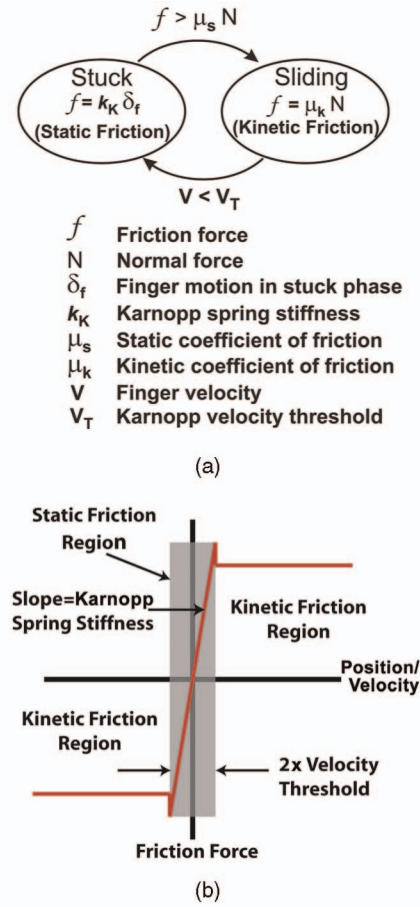 f > μs N
Stuck
f = kK δf
(Static Friction)
Sliding
f = μk N
(Kinetic Friction)
V < VT
f Friction force
N Normal force
δf Finger motion in stuck phase
kK Karnopp spring stiffness
μs Static coefficient of friction
μk Kinetic coefficient of friction
V Finger velocity
VT Karnopp velocity threshold
(a)
Static Friction
Region
Slope=Karnopp
Spring Stiffness
Kinetic Friction
Region
Position/
Velocity
Kinetic Friction
Region
2x Velocity
Threshold
Friction Force
(b)